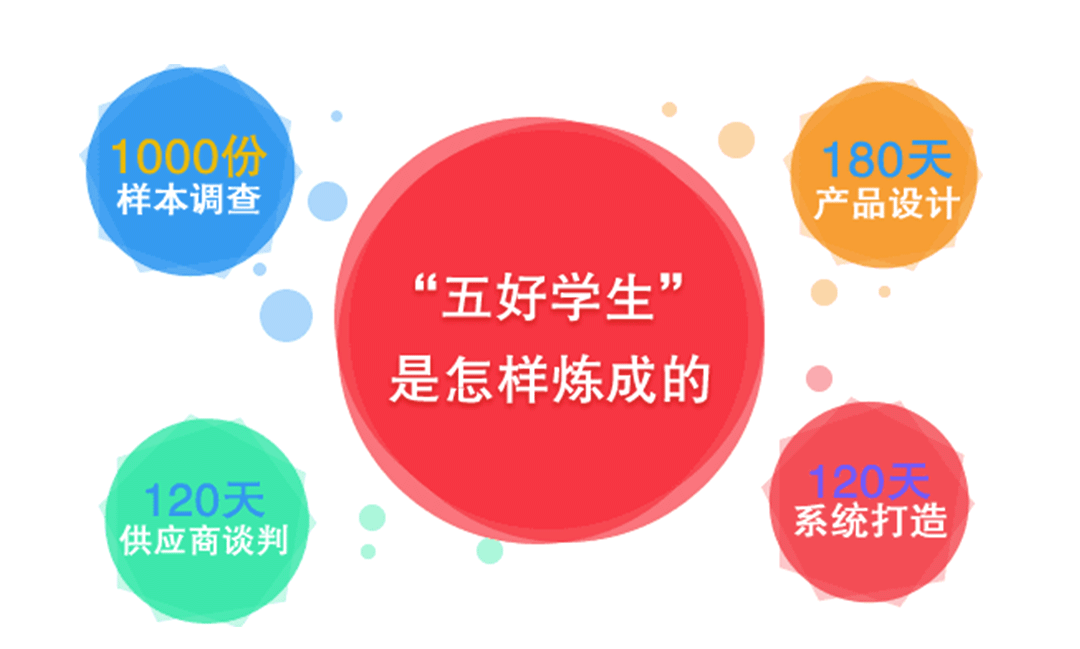 1000份
样本调查
180天
产品设计
“五好学生”
是怎样炼成的
120天
供应商谈判
120天
系统打造